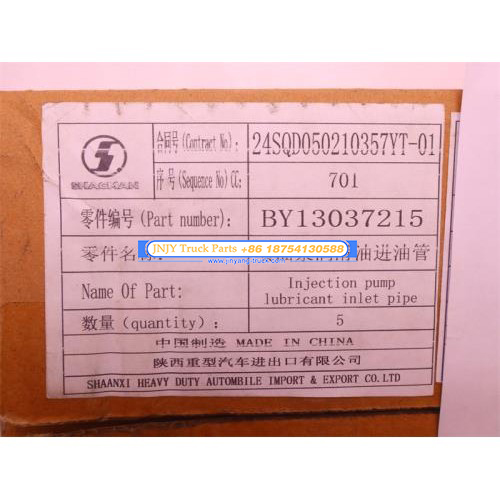 SHACMAN
合同号(Contract No):
24SQD050210357YT-01
序 号(Sequence No)CC:
701
零件编号(Part number):
BY13037215
JNJY Truck Parts +86 18754130588
零件名称:
油进油管
Name Of Part:
Injection pump
lubricant inlet pipe
数量(quantity):
5
中国制造 MADE IN CHINA
陕西重型汽车进出口有限公司
SHAANXI HEAVY DUTY AUTOMBILE IMPORT & EXPORT CO.LTD